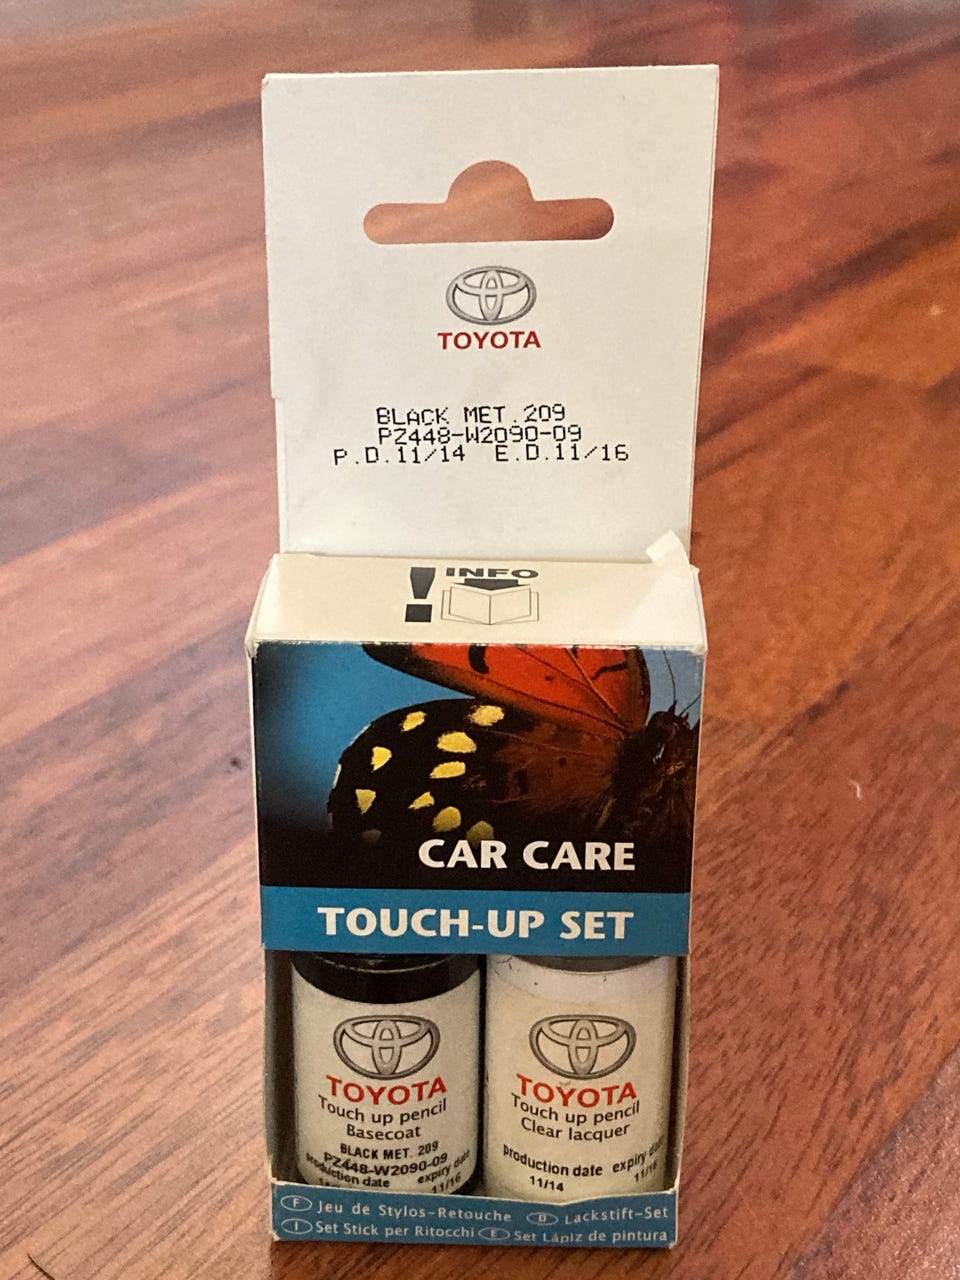 TOYOTA
BLACK MET.209
PZ448-W2090-09
P.D.11/14 E.D.11/16
! INFO
CAR CARE
TOUCH-UP SET
TOYOTA
Touch up pencil
Basecoat
BLACK MET. 209
PZ448-W2090-09
production date expiry date
11/16
TOYOTA
Touch up pencil
Clear lacquer
production date expiry date
11/14 11/16
F Jeu de Stylos-Retouche D Lackstift-Set
I Set Stick per Ritocchi E Set Lápiz de pintura